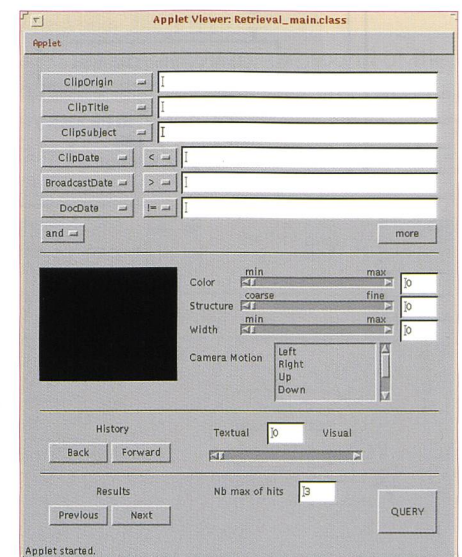 Applet Viewer: Retrieval_main.class
Applet
ClipOrigin
ClipTitle
ClipSubject
ClipDate <
BroadcastDate >
DocDate !=
and more
min max
Color 0
coarse fine
Structure 0
min max
Width 0
Camera Motion Left
Right
Up
Down
History Textual 0 Visual
Back Forward
Results Nb max of hits 3
Previous Next QUERY
Applet started.